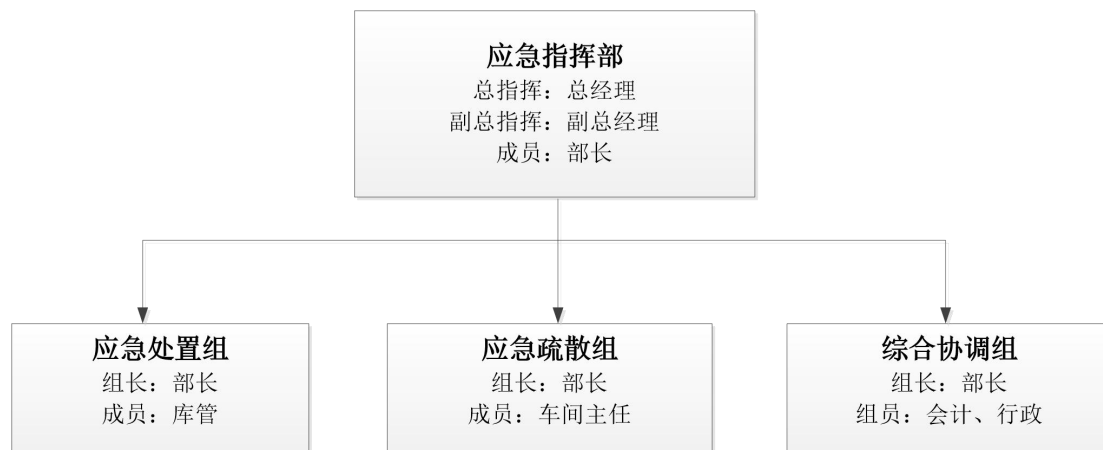 应急指挥部
总指挥：总经理
副总指挥：副总经理
成员：部长
应急处置组
组长：部长
成员：库管
应急疏散组
组长：部长
成员：车间主任
综合协调组
组长：部长
组员：会计、行政